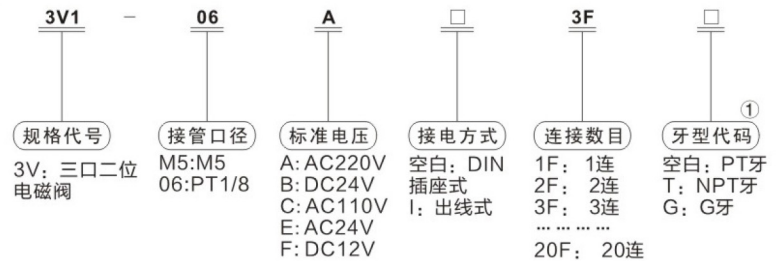 3V1 - 06 A □ 3F □
①
规格代号 接管口径 标准电压 接电方式 连接数目 牙型代码
3V：三口二位
电磁阀
M5:M5
06:PT1/8
A:AC220V
B:DC24V
C:AC110V
E:AC24V
F:DC12V
空白：DIN
插座式
I：出线式
1F：1连
2F：2连
3F：3连
… … … …
20F：20连
空白：PT牙
T：NPT牙
G：G牙